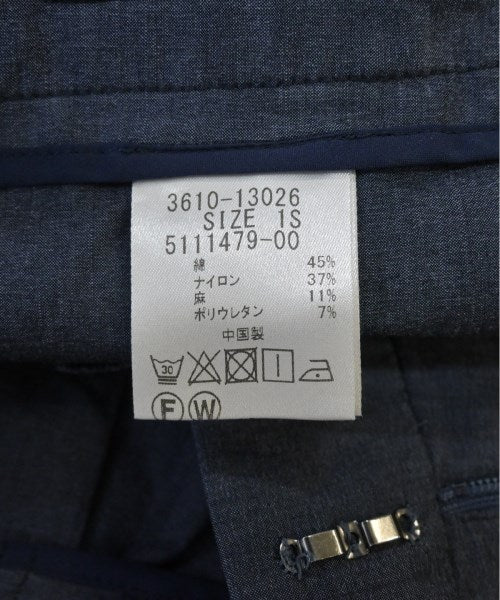 3610-13026
SIZE 1S
5111479-00
綿 45%
ナイロン 37%
麻 11%
ポリウレタン 7%
中国製
30
F W